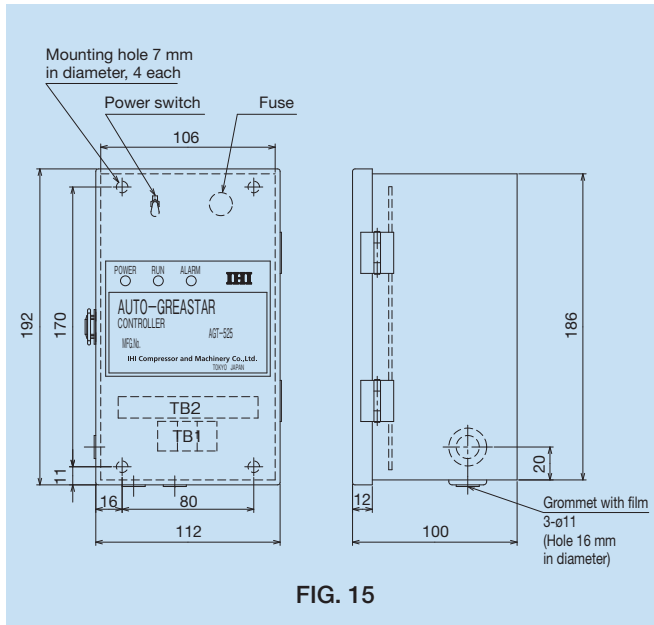 Mounting hole 7 mm
in diameter, 4 each
Power switch
Fuse
106
192
170
11
POWER RUN ALARM IHI
AUTO-GREASTAR
CONTROLLER
AGT-525
MFG.No.
IHI Compressor and Machinery Co.,Ltd.
TOKYO JAPAN
TB2
TB1
16
80
112
186
20
12
100
Grommet with film
3-ø11
(Hole 16 mm
in diameter)
FIG. 15